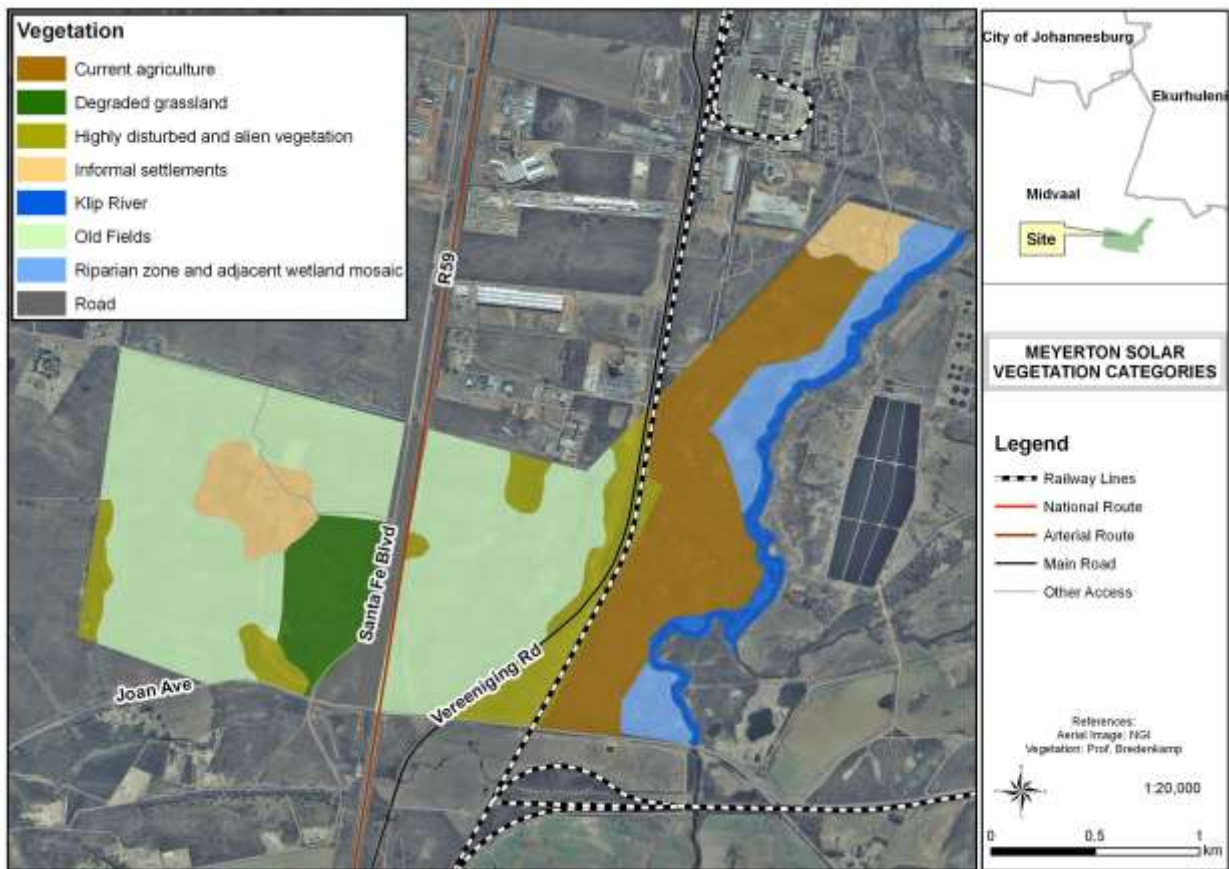 Vegetation
Current agriculture
Degraded grassland
Highly disturbed and alien vegetation
Informal settlements
Klip River
Old Fields
Riparian zone and adjacent wetland mosaic
Road
R59
Santa Fe Blvd
Vereeniging Rd
Joan Ave
City of Johannesburg
Ekurhuleni
Midvaal
Site
MEYERTON SOLAR
VEGETATION CATEGORIES
Legend
Railway Lines
National Route
Arterial Route
Main Road
Other Access
References:
Aerial Image: NGI
Vegetation: Prof. Bredenkamp
1:20,000
0 0.5 1
km